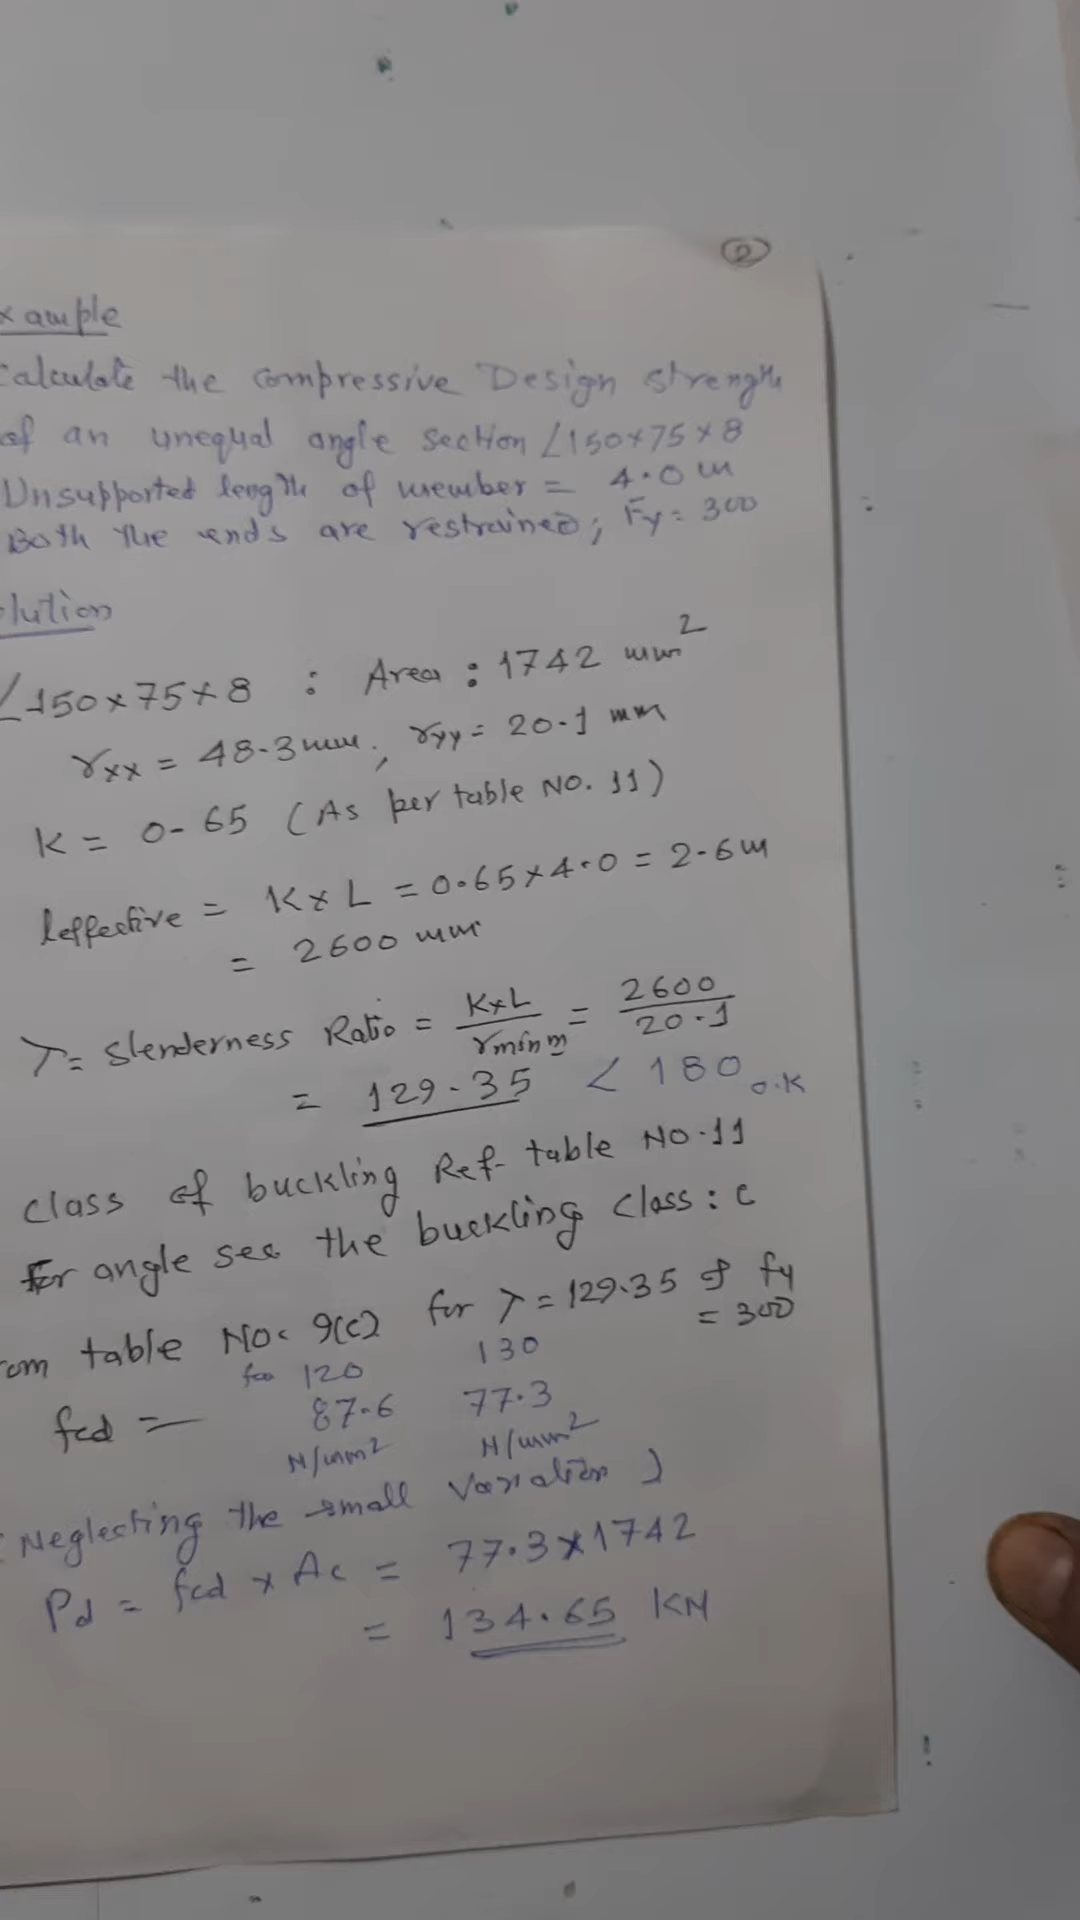 ②
xample
calculate the compressive Design strength
of an unequal angle section ∠150×75×8
Unsupported length of member = 4.0 m
Both the ends are restrained; Fy = 300
olution
∠150×75×8 : Area : 1742 mm²
rxx = 48.3 mm, ryy = 20.1 mm
K = 0.65 (As per table No. 11)
leffective = K×L = 0.65×4.0 = 2.6 m
= 2600 mm
λ = Slenderness Ratio = K×L / rminm = 2600 / 20.1
= 129.35 < 180 o.K
class of buckling Ref- table No. 11
For angle sec the buckling class : c
rom table No. 9(c) for λ = 129.35 & fy = 300
for 120 130
fcd = 87.6 77.3
N/mm² N/mm²
(Neglecting the small variation)
Pd = fcd × Ac = 77.3×1742
= 134.65 KN